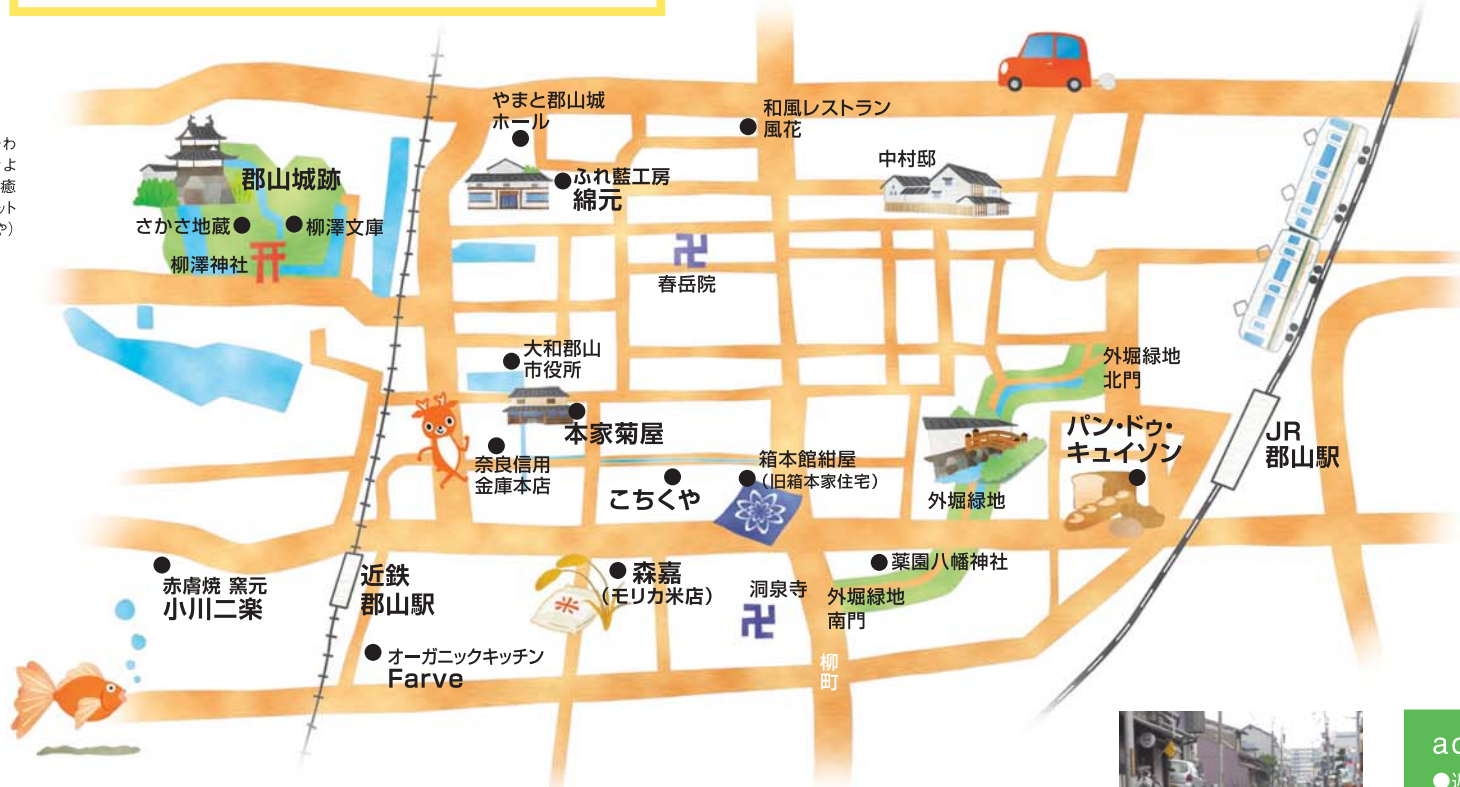 わ
よ
癒
ット
や)
やまと郡山城
ホール
和風レストラン
風花
中村邸
郡山城跡
ふれ藍工房
綿元
さかさ地蔵
柳澤文庫
柳澤神社
春岳院
大和郡山
市役所
外堀緑地
北門
本家菊屋
パン・ドゥ・
キュイソン
JR
郡山駅
奈良信用
金庫本店
箱本館紺屋
(旧箱本家住宅)
こちくや
外堀緑地
赤膚焼 窯元
小川二楽
近鉄
郡山駅
米
森嘉
(モリカ米店)
洞泉寺
薬園八幡神社
外堀緑地
南門
オーガニックキッチン
Farve
柳町